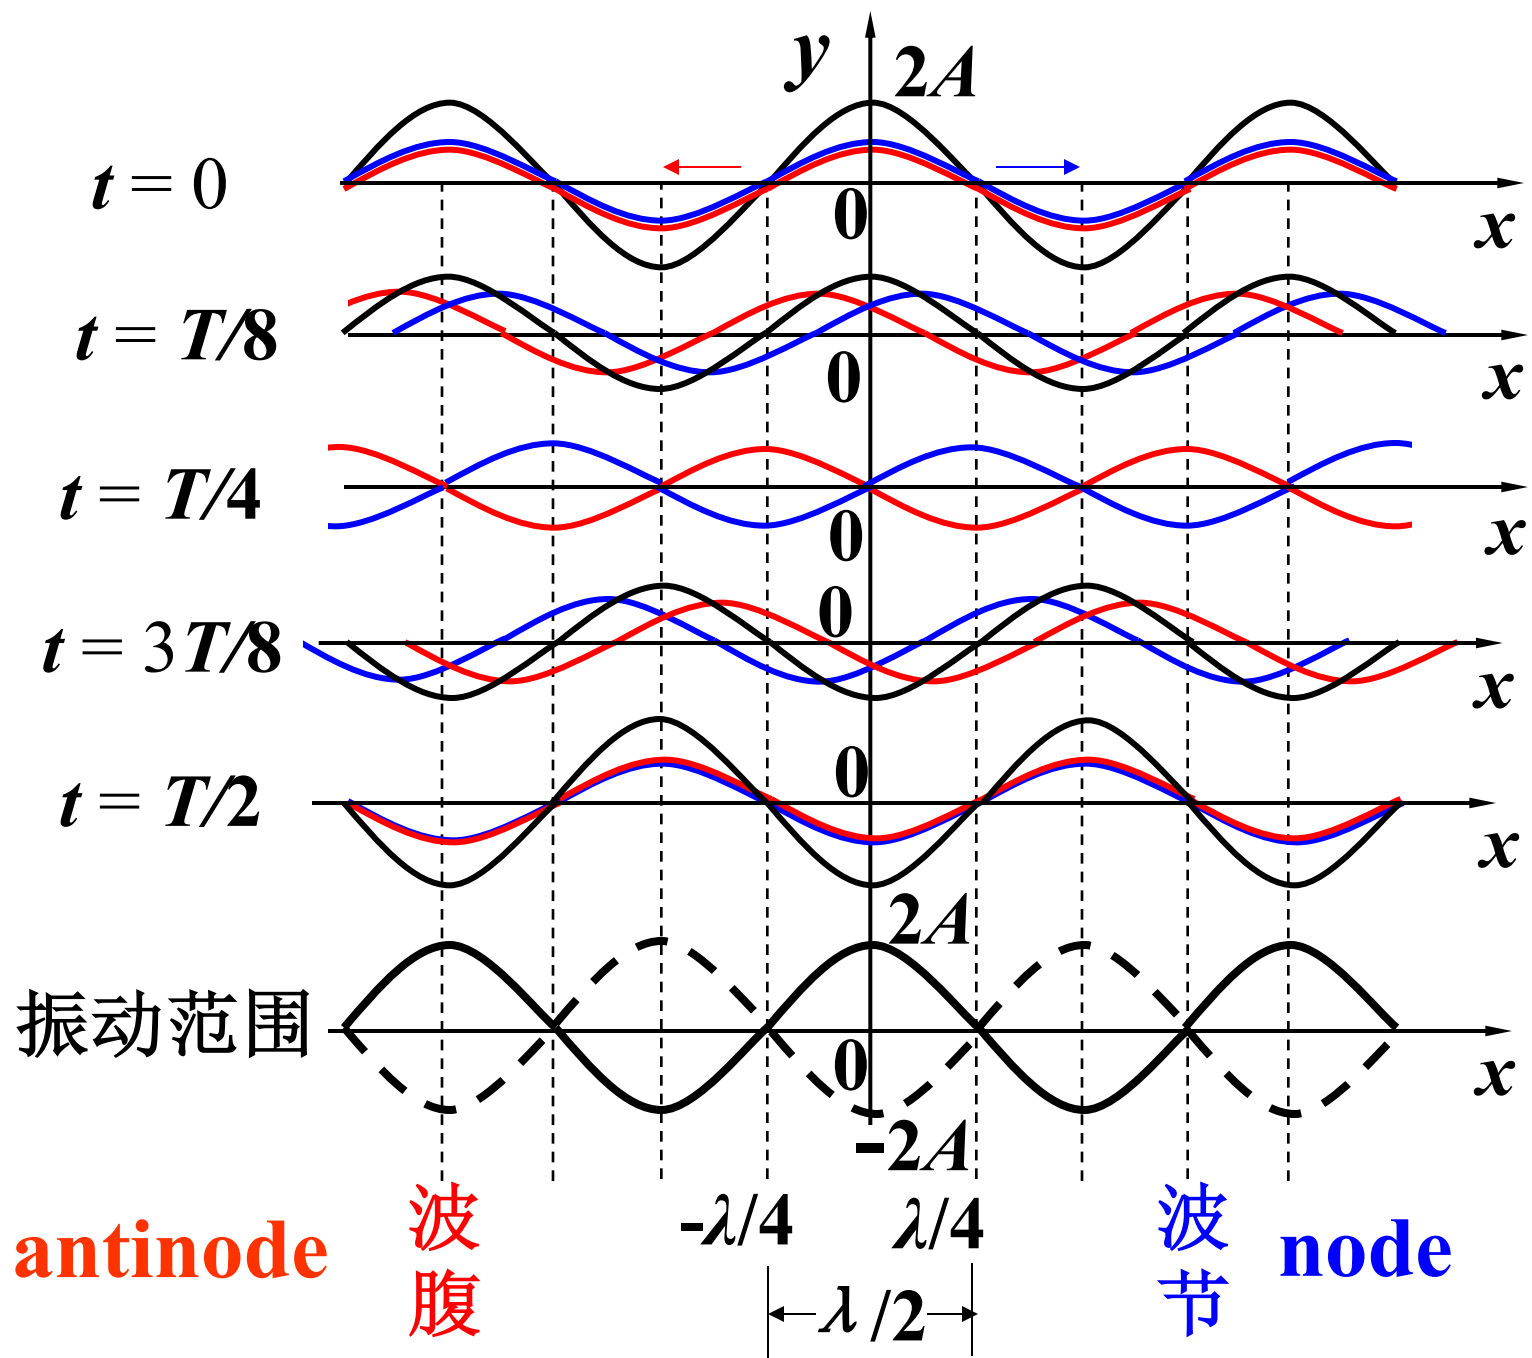 y
2A
t = 0
0
x
t = T/8
0
x
t = T/4
0
x
0
t = 3T/8
x
0
t = T/2
x
2A
振动范围
0
x
-2A
antinode
波腹
-λ/4
λ/4
波节
node
λ/2